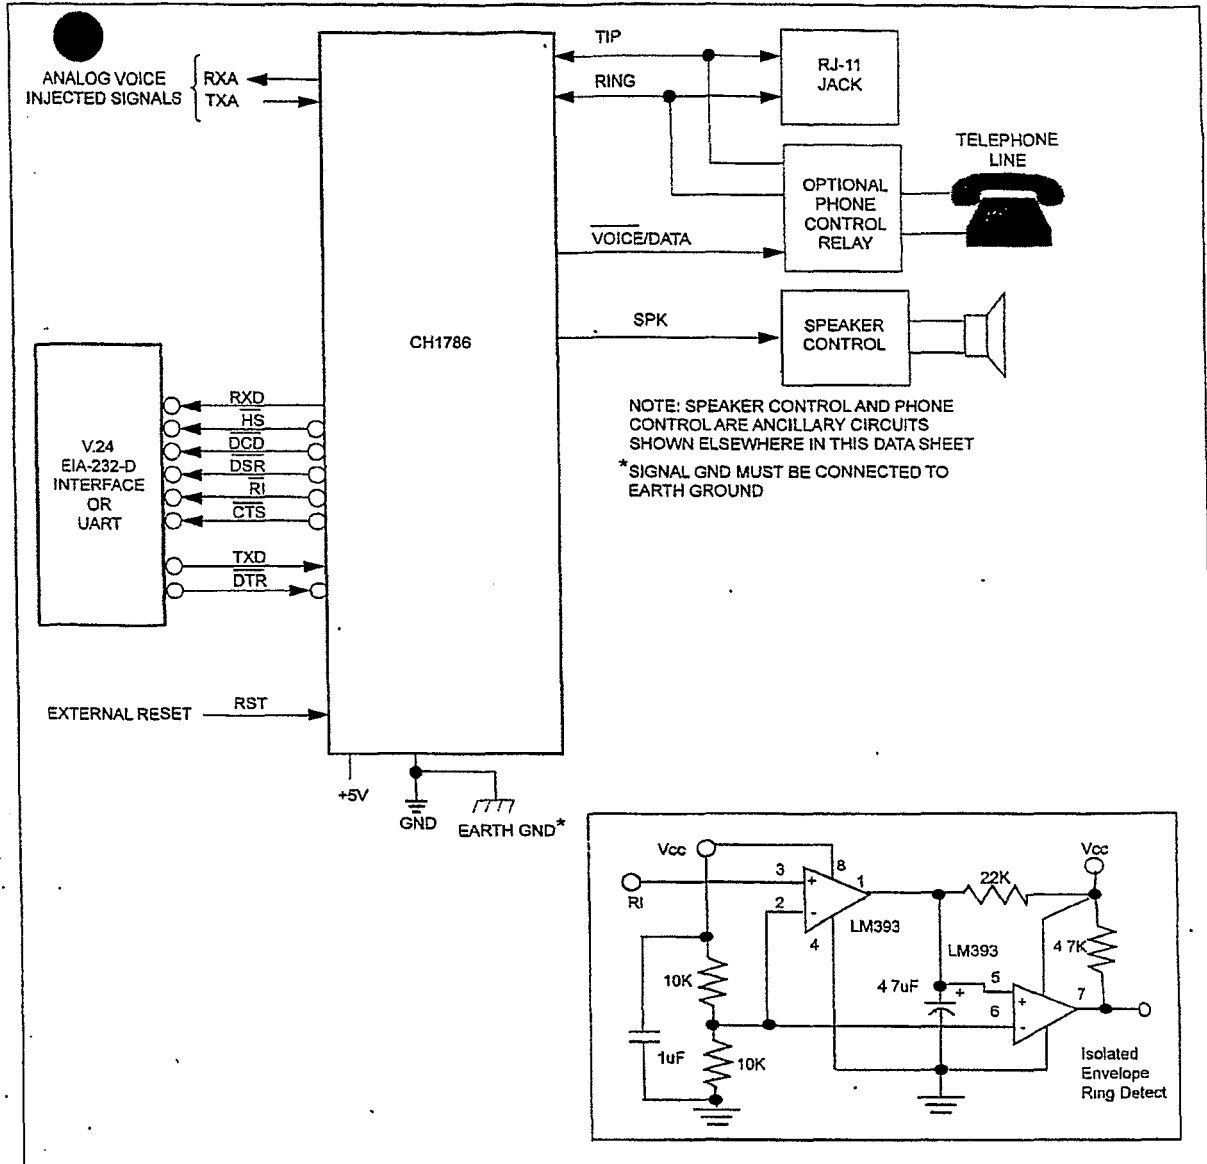 ANALOG VOICE
INJECTED SIGNALS
RXA
TXA
TIP
RING
RJ-11
JACK
TELEPHONE
LINE
OPTIONAL
PHONE
CONTROL
RELAY
VOICE/DATA
SPK
SPEAKER
CONTROL
CH1786
NOTE: SPEAKER CONTROL AND PHONE
CONTROL ARE ANCILLARY CIRCUITS
SHOWN ELSEWHERE IN THIS DATA SHEET
*SIGNAL GND MUST BE CONNECTED TO
EARTH GROUND
V.24
EIA-232-D
INTERFACE
OR
UART
RXD
HS
DCD
DSR
RI
CTS
TXD
DTR
EXTERNAL RESET
RST
+5V
GND
EARTH GND*
Vcc
8
Vcc
3
1
22K
RI
2
LM393
4
LM393
4 7K
10K
4 7uF
+
5
7
6
1uF
10K
Isolated
Envelope
Ring Detect
+
-
+
-